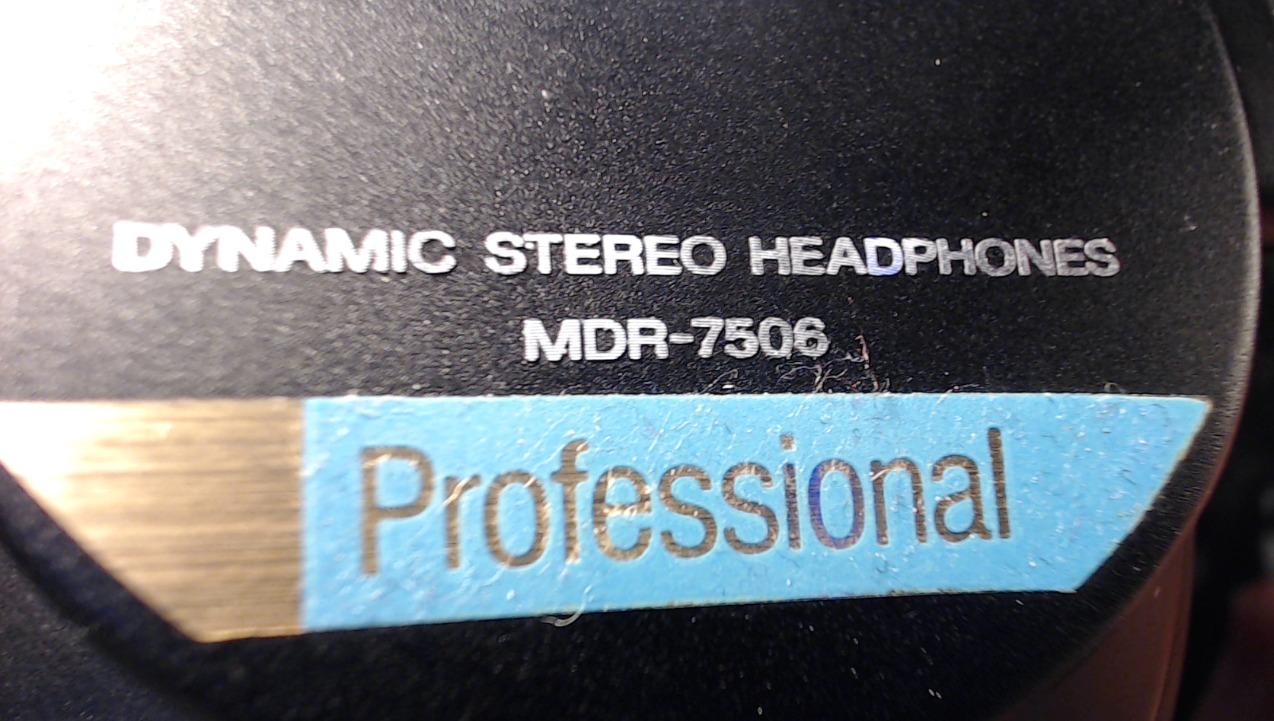 DYNAMIC STEREO HEADPHONES
MDR-7506
Professional